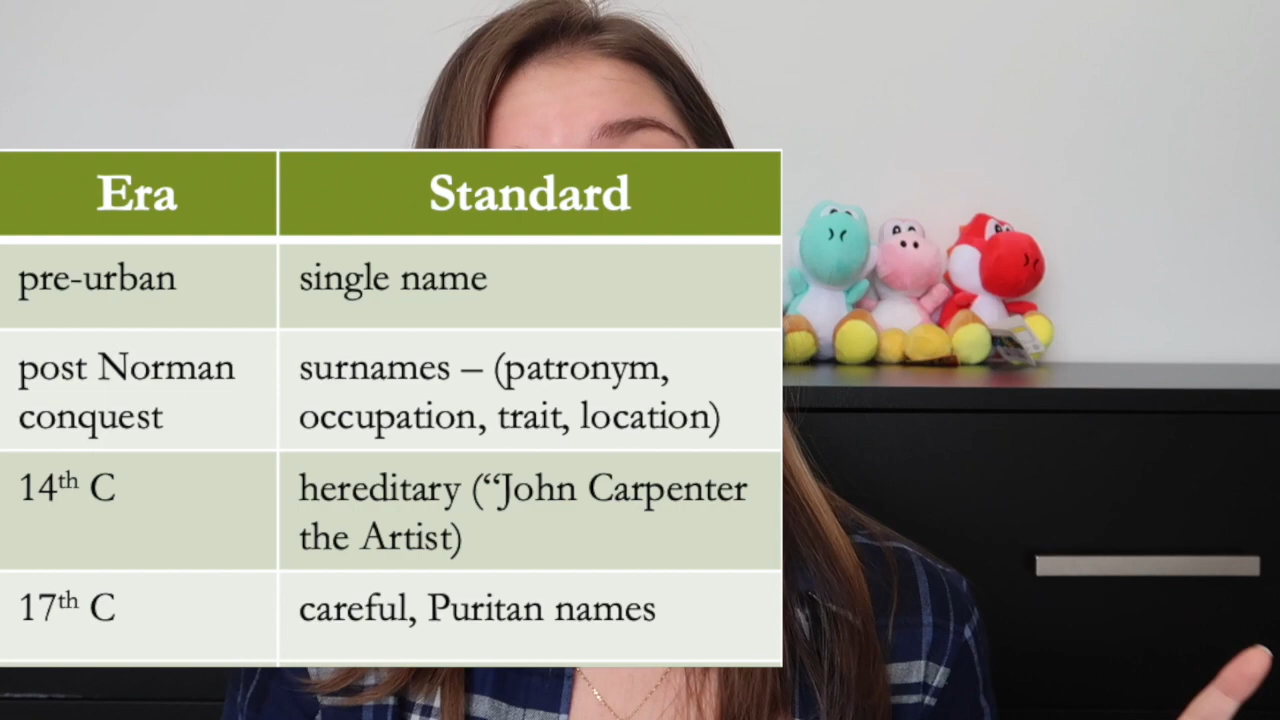 Era Standard
pre-urban single name
post Norman surnames – (patronym,
conquest occupation, trait, location)
14th C hereditary (“John Carpenter
the Artist)
17th C careful, Puritan names